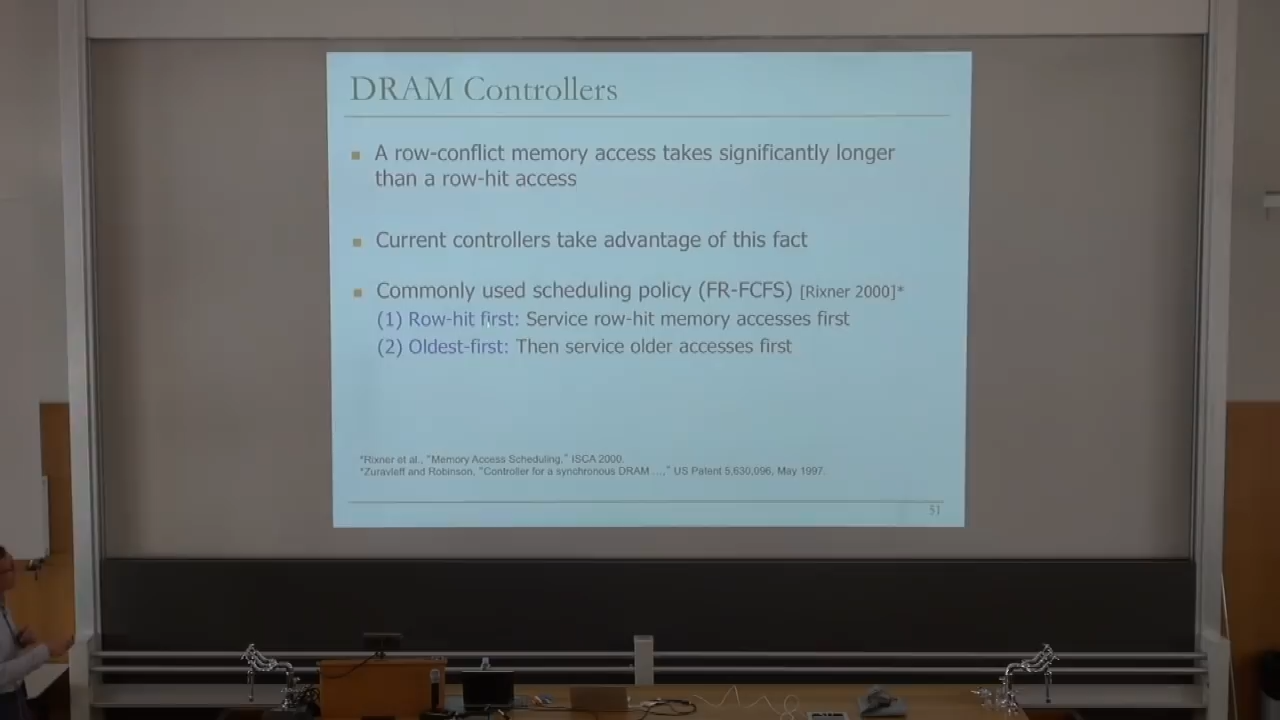 DRAM Controllers
A row-conflict memory access takes significantly longer
than a row-hit access
Current controllers take advantage of this fact
Commonly used scheduling policy (FR-FCFS) [Rixner 2000]*
(1) Row-hit first: Service row-hit memory accesses first
(2) Oldest-first: Then service older accesses first
*Rixner et al., "Memory Access Scheduling," ISCA 2000.
*Zuravleff and Robinson, "Controller for a synchronous DRAM …," US Patent 5,630,096, May 1997.
51